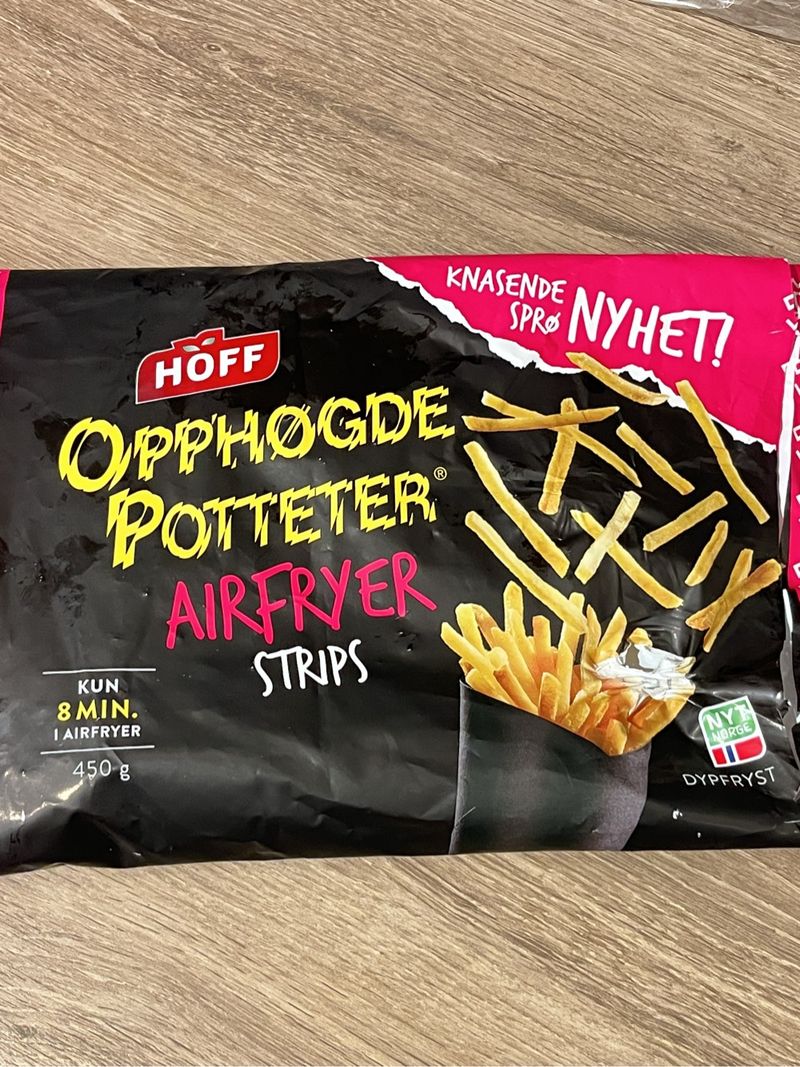 KNASENDE
SPRØ NYHET!
HOFF
OPPHØGDE
POTTETER®
AIRFRYER
STRIPS
KUN
8 MIN.
I AIRFRYER
450 g
NYT
NORGE
DYPFRYST